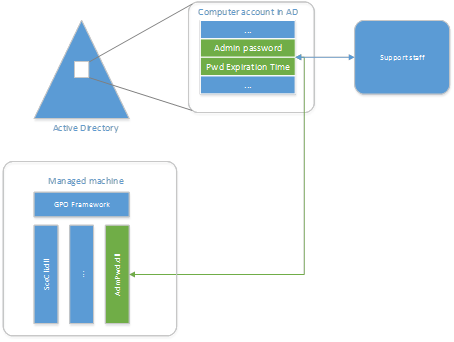 Computer account in AD
...
Admin password
Pwd Expiration Time
...
Support staff
Active Directory
Managed machine
GPO Framework
SceCli.dll
...
AdmPwd.dll